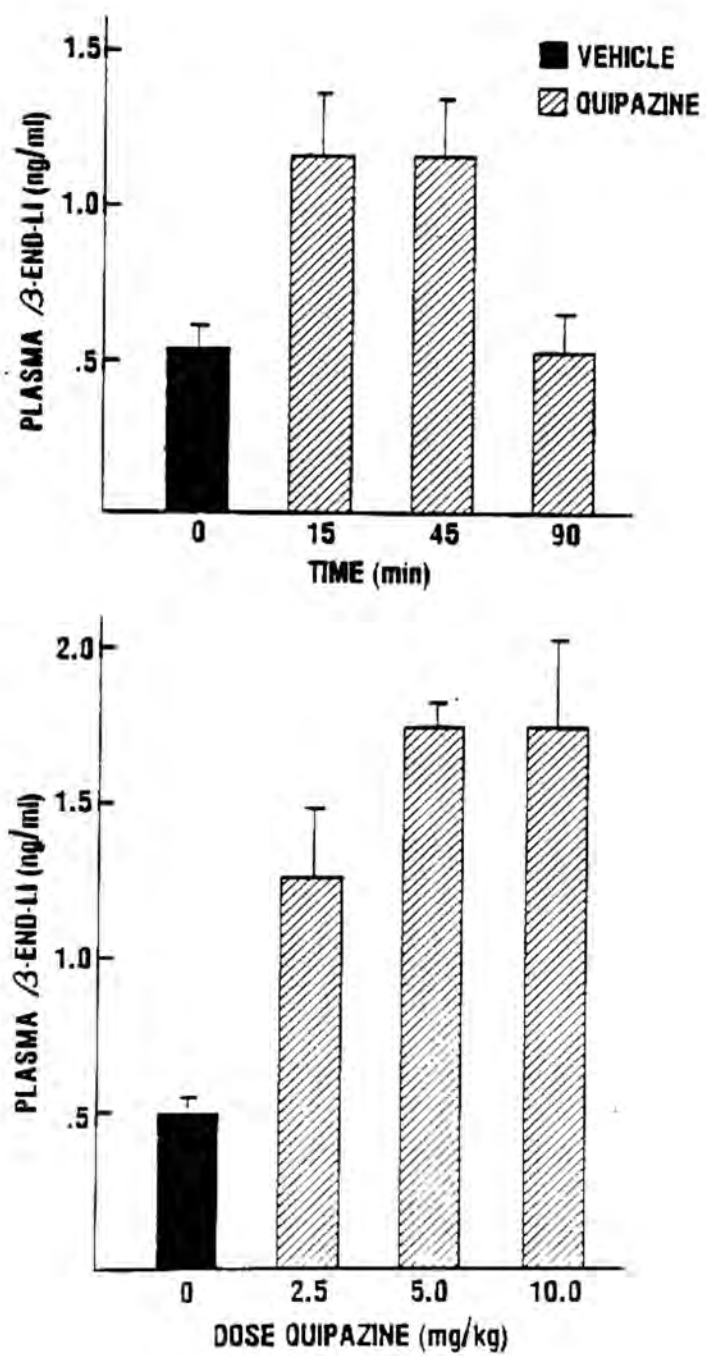 1.5
VEHICLE
QUIPAZINE
1.0
.5
PLASMA β-END-LI (ng/ml)
0 15 45 90
TIME (min)
2.0
1.5
1.0
.5
PLASMA β-END-LI (ng/ml)
0 2.5 5.0 10.0
DOSE QUIPAZINE (mg/kg)